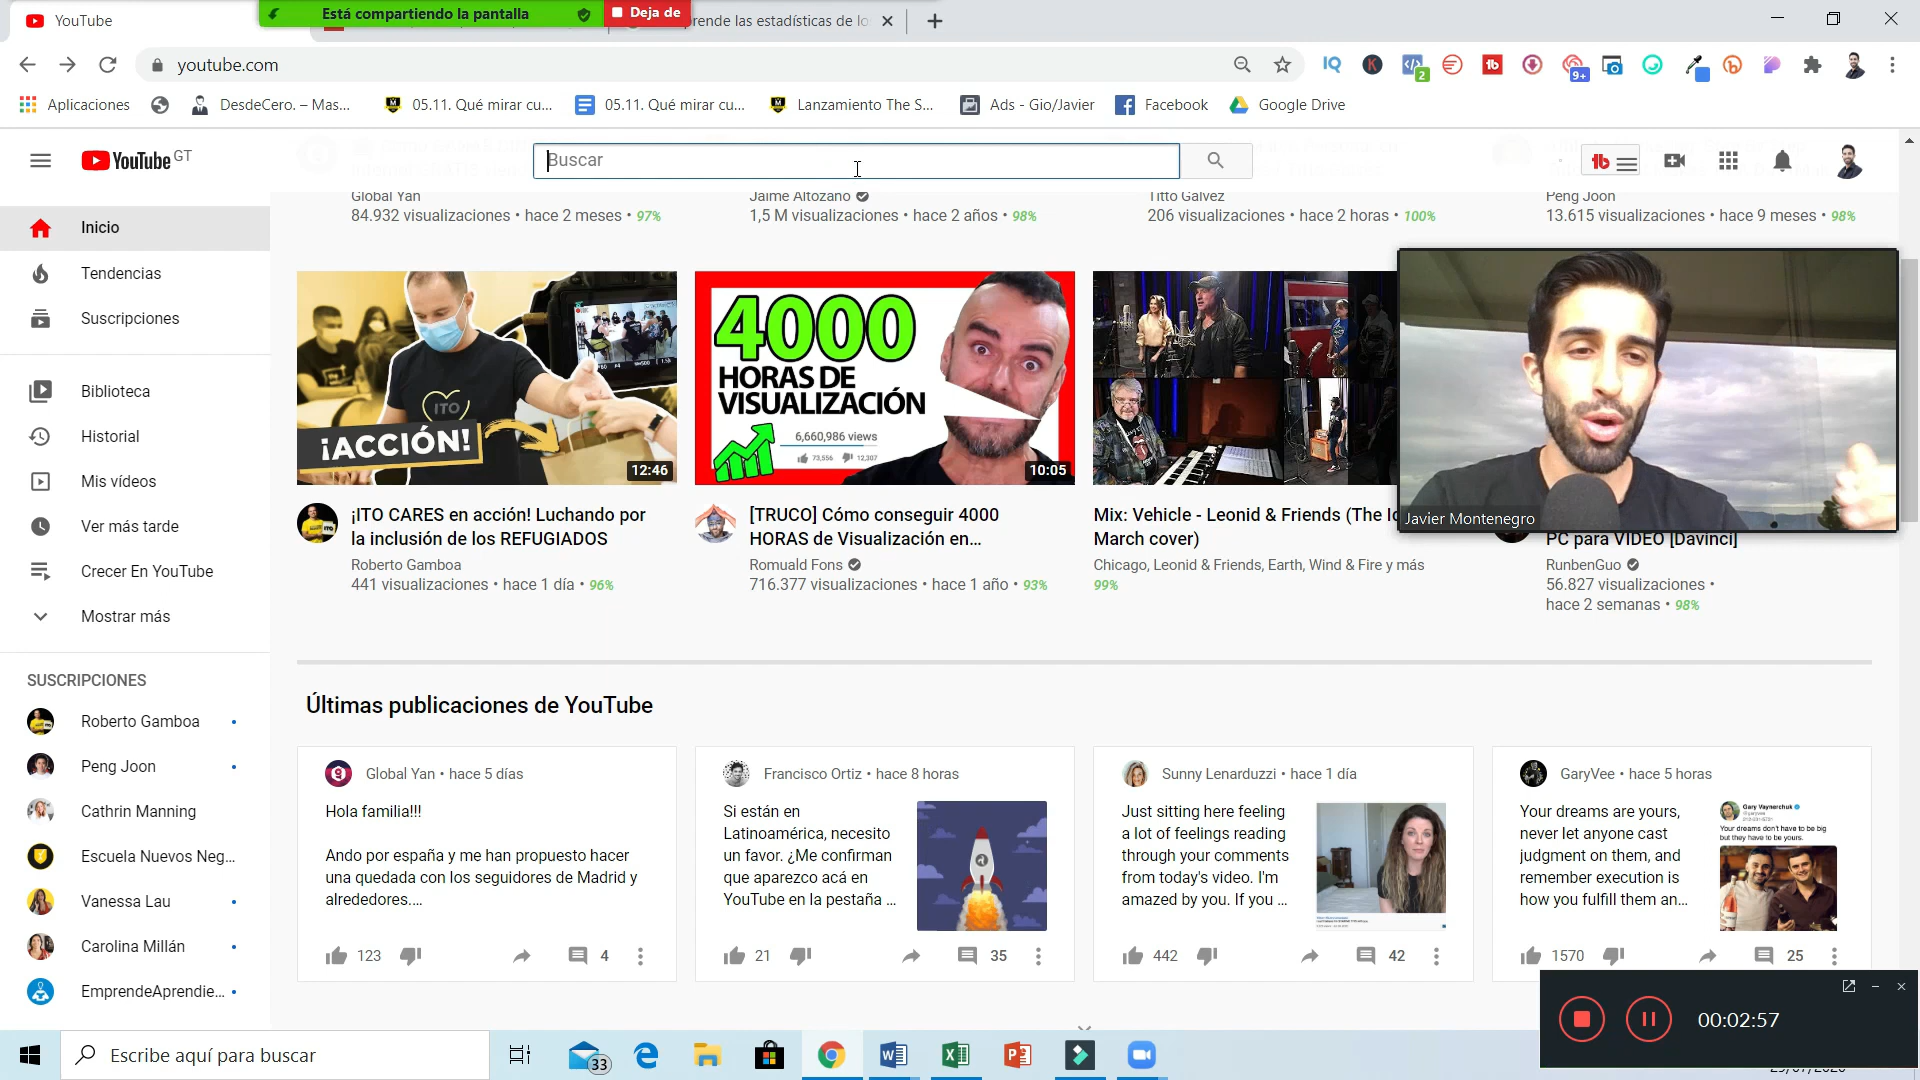 YouTube
Está compartiendo la pantalla
Deja de
prende las estadísticas de lo
youtube.com
2
9+
Aplicaciones
DesdeCero. – Mas...
05.11. Qué mirar cu...
05.11. Qué mirar cu...
Lanzamiento The S...
Ads - Gio/Javier
Facebook
Google Drive
YouTube GT
Buscar
Global Yan
84.932 visualizaciones • hace 2 meses • 97%
Jaime Altozano
1,5 M visualizaciones • hace 2 años • 98%
Titto Gálvez
206 visualizaciones • hace 2 horas • 100%
Peng Joon
13.615 visualizaciones • hace 9 meses • 98%
Inicio
Tendencias
Suscripciones
Biblioteca
Historial
Mis vídeos
Ver más tarde
Crecer En YouTube
Mostrar más
SUSCRIPCIONES
Roberto Gamboa
Peng Joon
Cathrin Manning
Escuela Nuevos Neg...
Vanessa Lau
Carolina Millán
EmprendeAprendie...
ITO
¡ACCIÓN!
12:46
4000
HORAS DE
VISUALIZACIÓN
6,660,986 views
73,556
12,307
10:05
Javier Montenegro
¡ITO CARES en acción! Luchando por
la inclusión de los REFUGIADOS
Roberto Gamboa
441 visualizaciones • hace 1 día • 96%
[TRUCO] Cómo conseguir 4000
HORAS de Visualización en...
Romuald Fons
716.377 visualizaciones • hace 1 año • 93%
Mix: Vehicle - Leonid & Friends (The Id
March cover)
Chicago, Leonid & Friends, Earth, Wind & Fire y más
99%
PC para VIDEO [Davinci]
RunbenGuo
56.827 visualizaciones •
hace 2 semanas • 98%
Últimas publicaciones de YouTube
Global Yan • hace 5 días
Hola familia!!!
Ando por españa y me han propuesto hacer
una quedada con los seguidores de Madrid y
alrededores....
123
4
Francisco Ortiz • hace 8 horas
Si están en
Latinoamérica, necesito
un favor. ¿Me confirman
que aparezco acá en
YouTube en la pestaña ...
21
35
Sunny Lenarduzzi • hace 1 día
Just sitting here feeling
a lot of feelings reading
through your comments
from today's video. I'm
amazed by you. If you ...
442
42
GaryVee • hace 5 horas
Your dreams are yours,
never let anyone cast
judgment on them, and
remember execution is
how you fulfill them an...
Gary Vaynerchuk
Your dreams don't have to be big
but they have to be yours.
1570
25
00:02:57
Escribe aquí para buscar
33